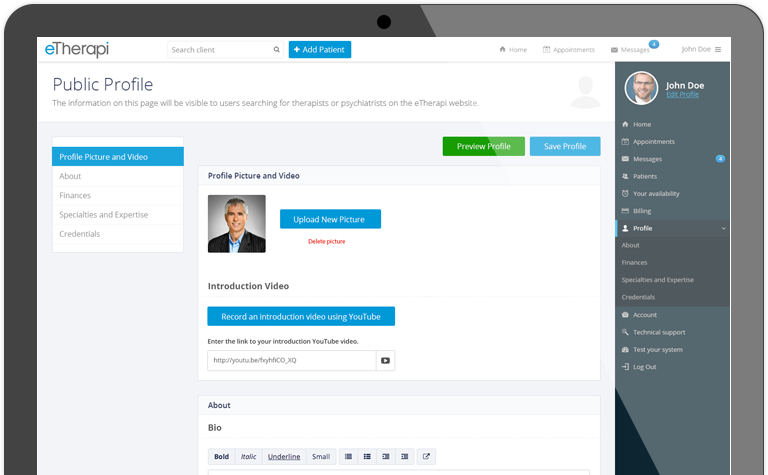 eTherapi
Search client
+ Add Patient
Home
Appointments
Messages
4
John Doe
Public Profile
The information on this page will be visible to users searching for therapists or psychiatrists on the eTherapi website.
John Doe
Edit Profile
Profile Picture and Video
About
Finances
Specialties and Expertise
Credentials
Preview Profile
Save Profile
Profile Picture and Video
Upload New Picture
Delete picture
Introduction Video
Record an introduction video using YouTube
Enter the link to your introduction YouTube video.
http://youtu.be/fxyhfiCO_XQ
About
Bio
Bold
Italic
Underline
Small
Home
Appointments
Messages
4
Patients
Your availability
Billing
Profile
About
Finances
Specialties and Expertise
Credentials
Account
Technical support
Test your system
Log Out